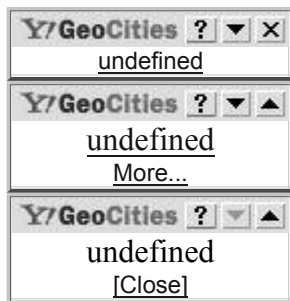 Y! GeoCities ? ▼ X
undefined
Y! GeoCities ? ▼ ▲
undefined
More...
Y! GeoCities ? ▼ ▲
undefined
[Close]